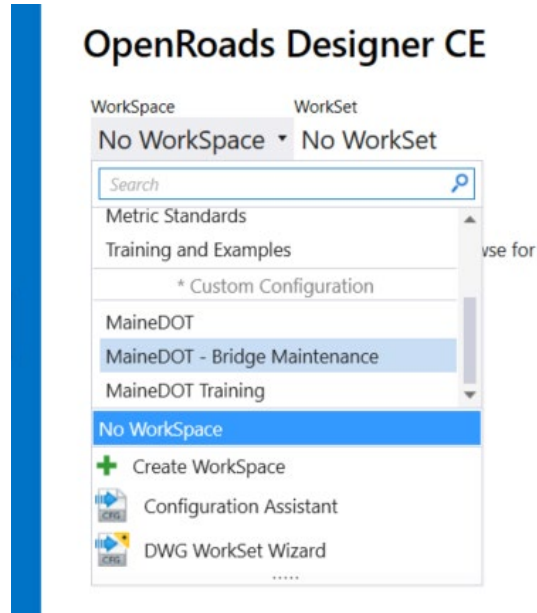 OpenRoads Designer CE
WorkSpace WorkSet
No WorkSpace No WorkSet
Search
Metric Standards
Training and Examples
for
* Custom Configuration
MaineDOT
MaineDOT - Bridge Maintenance
MaineDOT Training
No WorkSpace
Create WorkSpace
CFG Configuration Assistant
CFG DWG WorkSet Wizard